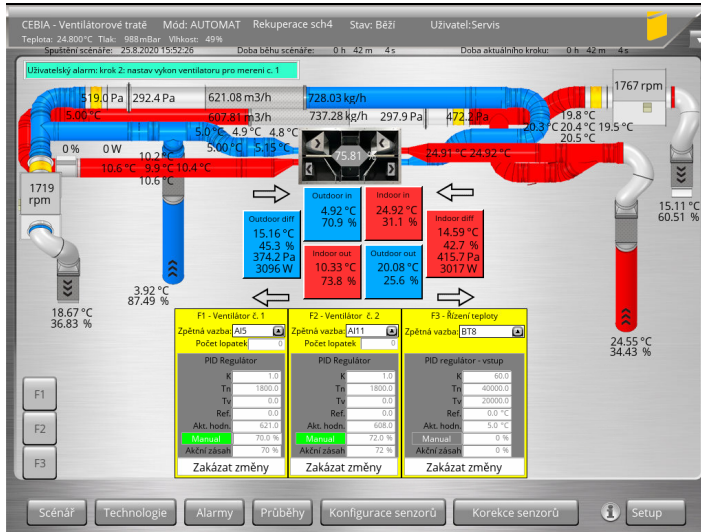 CEBIA - Ventilátorové tratě Mód: AUTOMAT Rekuperace sch4 Stav: Běží Uživatel:Servis
Teplota: 24.800°C Tlak: 988mBar Vlhkost: 49%
Spuštění scénáře: 25.8.2020 15:52:26 Doba běhu scénáře: 0 h 42 m 4 s Doba aktuálního kroku: 0 h 42 m 4 s
Uživatelský alarm: krok 2: nastav vykon ventilatoru pro mereni c. 1
1767 rpm
519.0 Pa 292.4 Pa 621.08 m3/h 728.03 kg/h
5.00 °C 607.81 m3/h 737.28 kg/h 297.9 Pa 472.2 Pa 19.8 °C
5.0 °C 4.9 °C 4.8 °C 20.3 °C 20.4 °C 19.5 °C
20.5 °C
0 % 0 W 5.00 °C 5.15 °C
10.2 °C 75.81 % 24.91 °C 24.92 °C
10.6 °C 9.9 °C 10.4 °C
10.6 °C
1719
rpm
15.11 °C
60.51 %
Outdoor in
4.92 °C
70.9 %
Indoor in
24.92 °C
31.1 %
Outdoor diff
15.16 °C
45.3 %
374.2 Pa
3096 W
Indoor diff
14.59 °C
42.7 %
415.7 Pa
3017 W
Indoor out
10.33 °C
73.8 %
Outdoor out
20.08 °C
25.6 %
3.92 °C
87.49 %
18.67 °C
36.83 %
24.55 °C
34.43 %
F1 - Ventilátor č. 1
Zpětná vazba: AI5
Počet lopatek 0
PID Regulátor
K 1.0
Tn 1800.0
Tv 0.0
Ref. 0.0
Akt. hodn. 621.0
Manual 70.0 %
Akční zásah 70 %
Zakázat změny
F2 - Ventilátor č. 2
Zpětná vazba: AI11
Počet lopatek 0
PID Regulátor
K 1.0
Tn 1800.0
Tv 0.0
Ref. 0.0
Akt. hodn. 608.0
Manual 72.0 %
Akční zásah 72 %
Zakázat změny
F3 - Řízení teploty
Zpětná vazba: BT8
PID regulátor - vstup
K 60.0
Tn 40000.0
Tv 20000.0
Ref. 0.0 °C
Akt. hodn. 5.0 °C
Manual 0 %
Akční zásah 0 %
Zakázat změny
F1
F2
F3
Scénář Technologie Alarmy Průběhy Konfigurace senzorů Korekce senzorů Setup